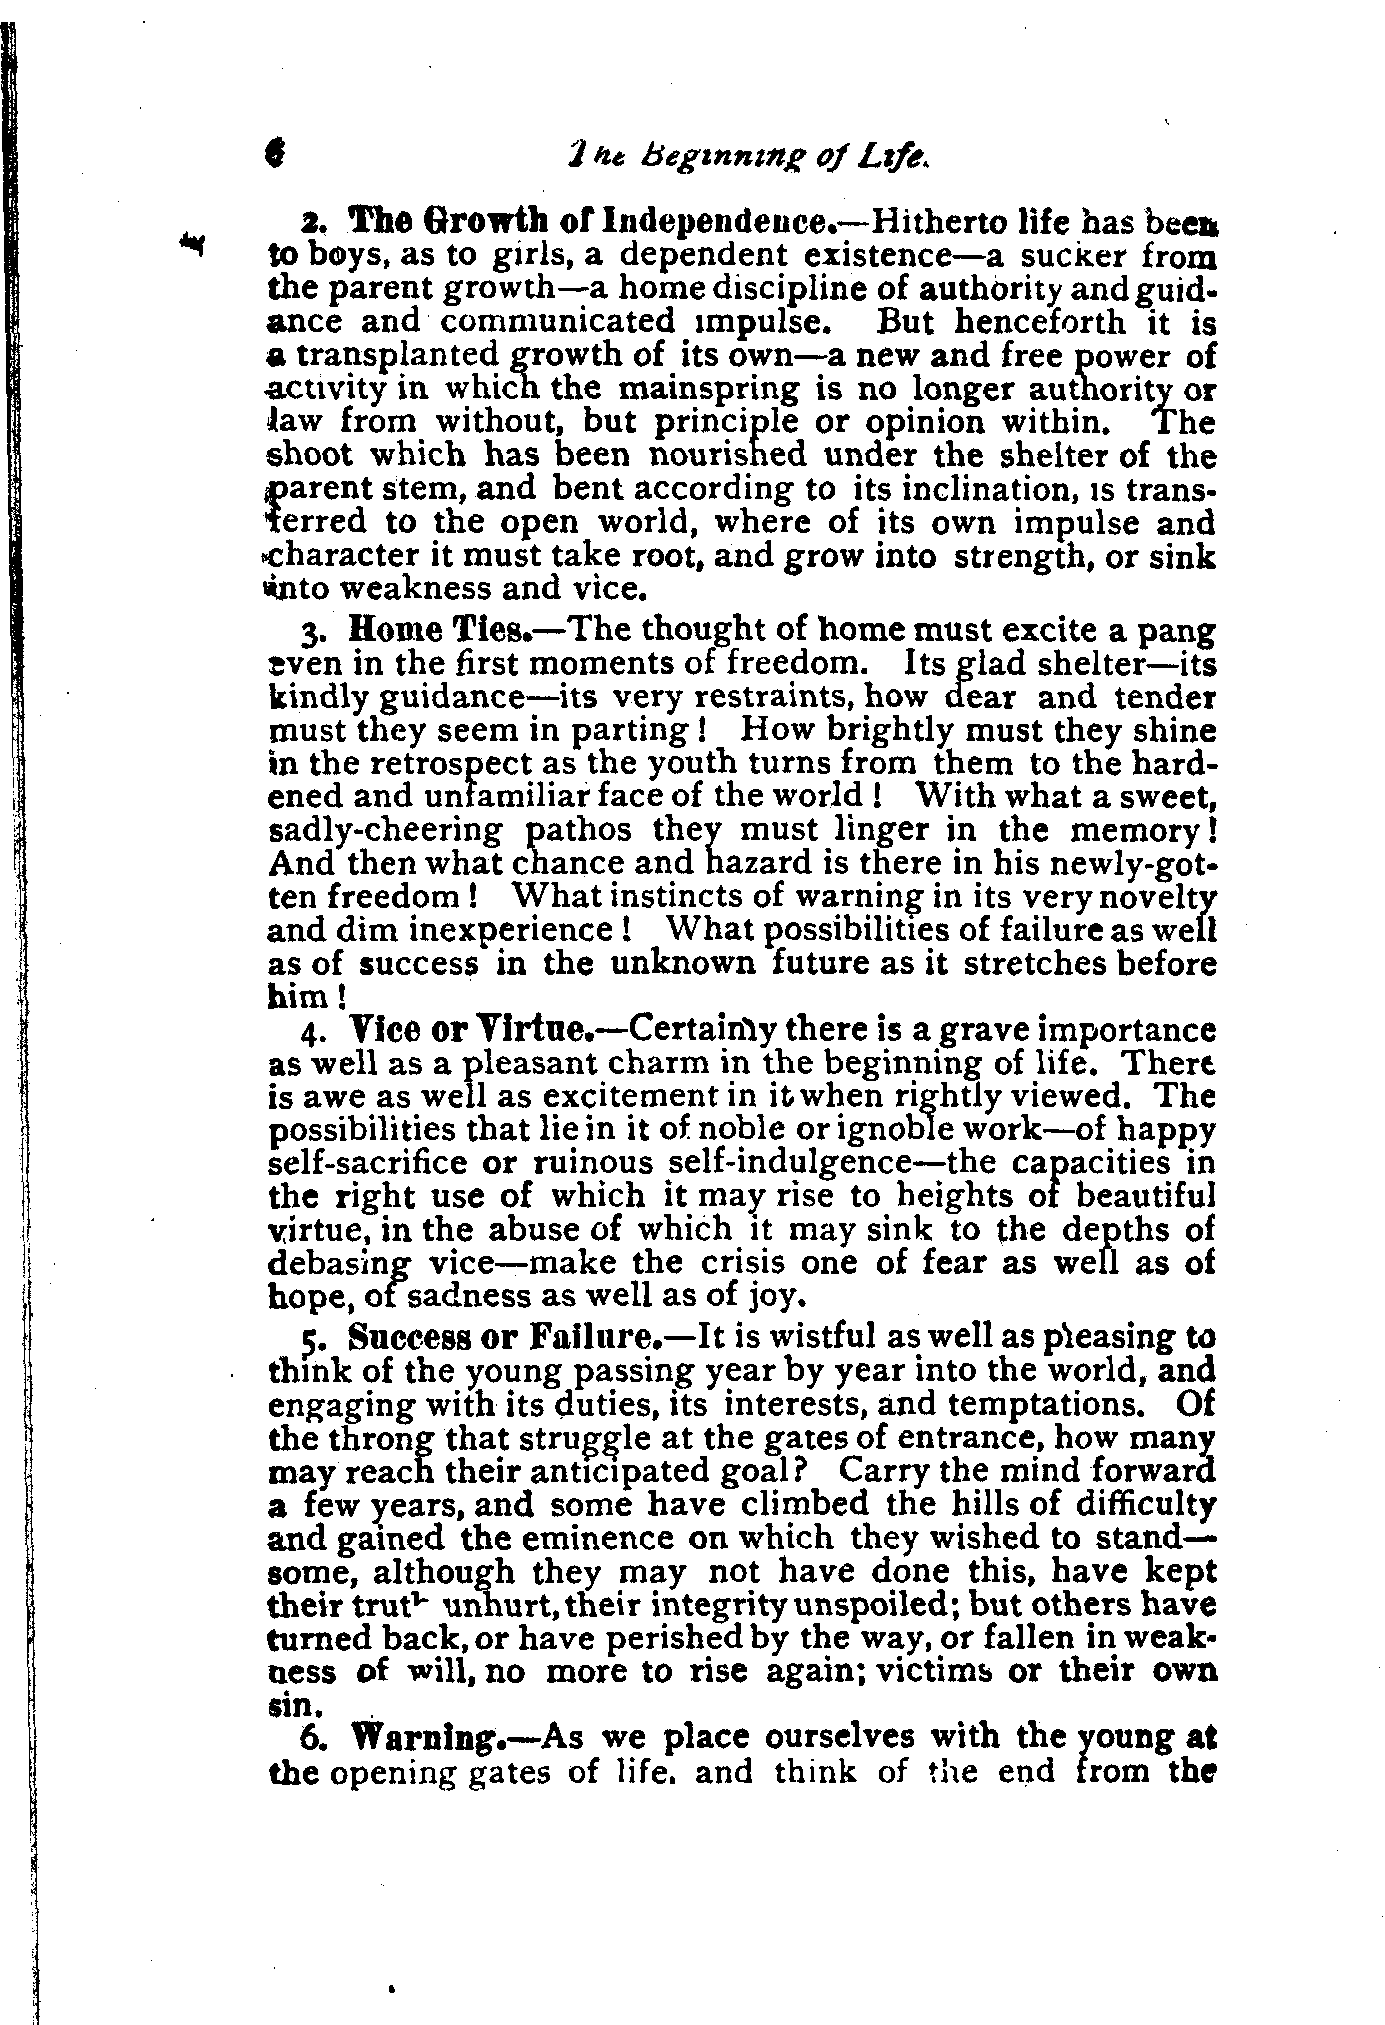 6 The Beginning of Life.
2. The Growth of Independence.—Hitherto life has been
to boys, as to girls, a dependent existence—a sucker from
the parent growth—a home discipline of authority and guid-
ance and communicated impulse. But henceforth it is
a transplanted growth of its own—a new and free power of
activity in which the mainspring is no longer authority or
law from without, but principle or opinion within. The
shoot which has been nourished under the shelter of the
parent stem, and bent according to its inclination, is trans-
ferred to the open world, where of its own impulse and
character it must take root, and grow into strength, or sink
into weakness and vice.
3. Home Ties.—The thought of home must excite a pang
even in the first moments of freedom. Its glad shelter—its
kindly guidance—its very restraints, how dear and tender
must they seem in parting! How brightly must they shine
in the retrospect as the youth turns from them to the hard-
ened and unfamiliar face of the world! With what a sweet,
sadly-cheering pathos they must linger in the memory!
And then what chance and hazard is there in his newly-got-
ten freedom! What instincts of warning in its very novelty
and dim inexperience! What possibilities of failure as well
as of success in the unknown future as it stretches before
him!
4. Vice or Virtue.—Certainly there is a grave importance
as well as a pleasant charm in the beginning of life. There
is awe as well as excitement in it when rightly viewed. The
possibilities that lie in it of noble or ignoble work—of happy
self-sacrifice or ruinous self-indulgence—the capacities in
the right use of which it may rise to heights of beautiful
virtue, in the abuse of which it may sink to the depths of
debasing vice—make the crisis one of fear as well as of
hope, of sadness as well as of joy.
5. Success or Failure.—It is wistful as well as pleasing to
think of the young passing year by year into the world, and
engaging with its duties, its interests, and temptations. Of
the throng that struggle at the gates of entrance, how many
may reach their anticipated goal? Carry the mind forward
a few years, and some have climbed the hills of difficulty
and gained the eminence on which they wished to stand—
some, although they may not have done this, have kept
their truth unhurt, their integrity unspoiled; but others have
turned back, or have perished by the way, or fallen in weak-
ness of will, no more to rise again; victims or their own
sin.
6. Warning.—As we place ourselves with the young at
the opening gates of life, and think of the end from the